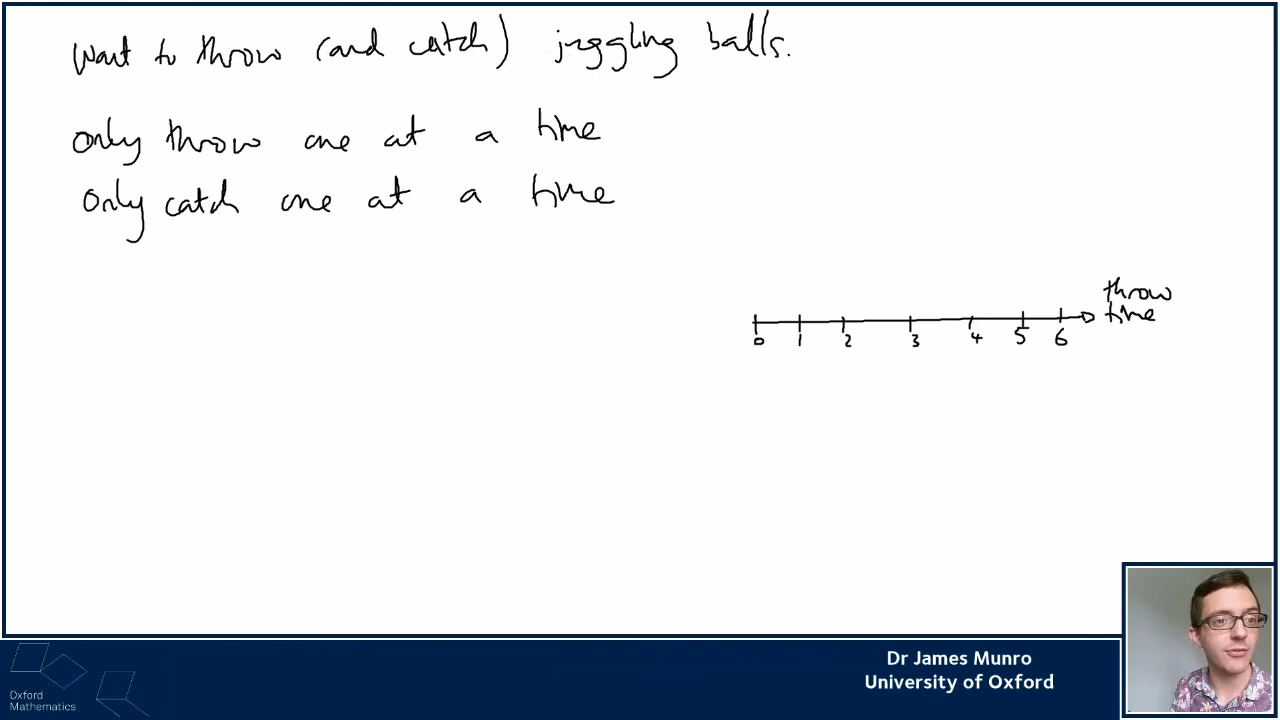 Want to throw (and catch) juggling balls.
Only throw one at a time
Only catch one at a time
throw
time
0 1 2 3 4 5 6
Dr James Munro
University of Oxford
Oxford
Mathematics